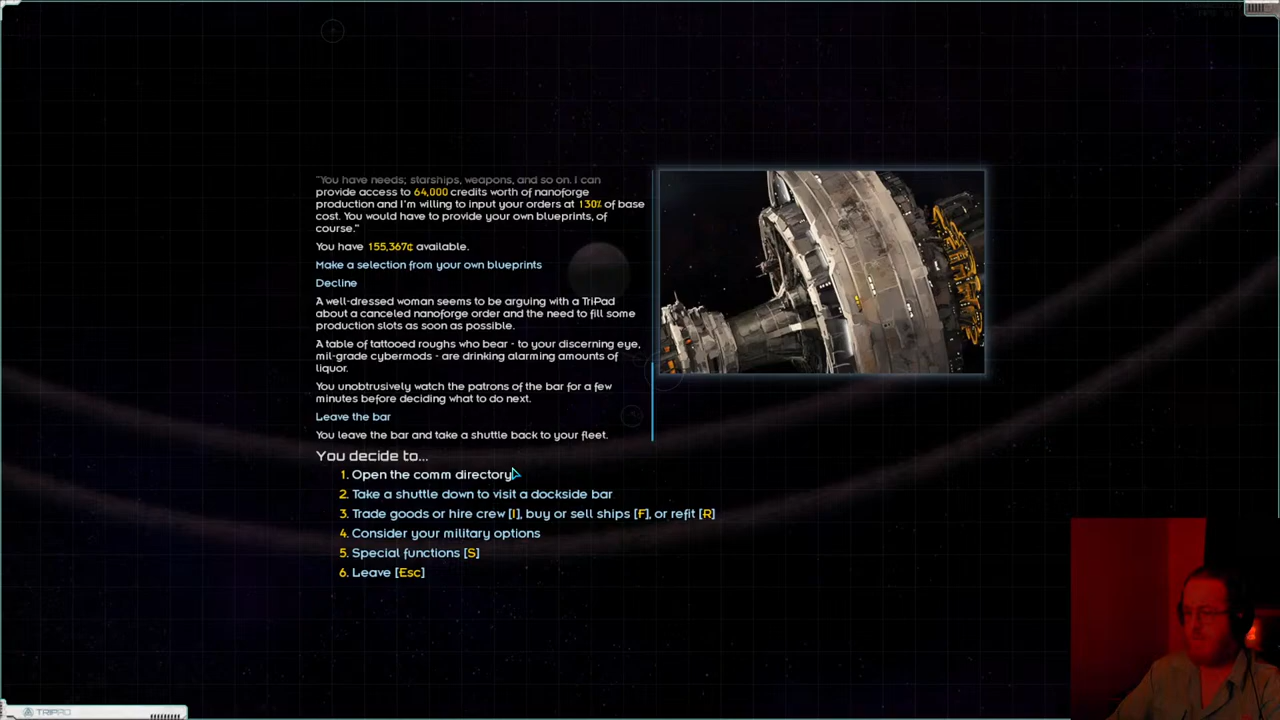 "You have needs; starships, weapons, and so on. I can
provide access to 64,000 credits worth of nanoforge
production and I'm willing to input your orders at 130% of base
cost. You would have to provide your own blueprints, of
course."
You have 155,367¢ available.
Make a selection from your own blueprints
Decline
A well-dressed woman seems to be arguing with a TriPad
about a canceled nanoforge order and the need to fill some
production slots as soon as possible.
A table of tattooed roughs who bear - to your discerning eye,
mil-grade cybermods - are drinking alarming amounts of
liquor.
You unobtrusively watch the patrons of the bar for a few
minutes before deciding what to do next.
Leave the bar
You leave the bar and take a shuttle back to your fleet.
You decide to...
1. Open the comm directory
2. Take a shuttle down to visit a dockside bar
3. Trade goods or hire crew [I], buy or sell ships [F], or refit [R]
4. Consider your military options
5. Special functions [S]
6. Leave [Esc]
TRIPAD